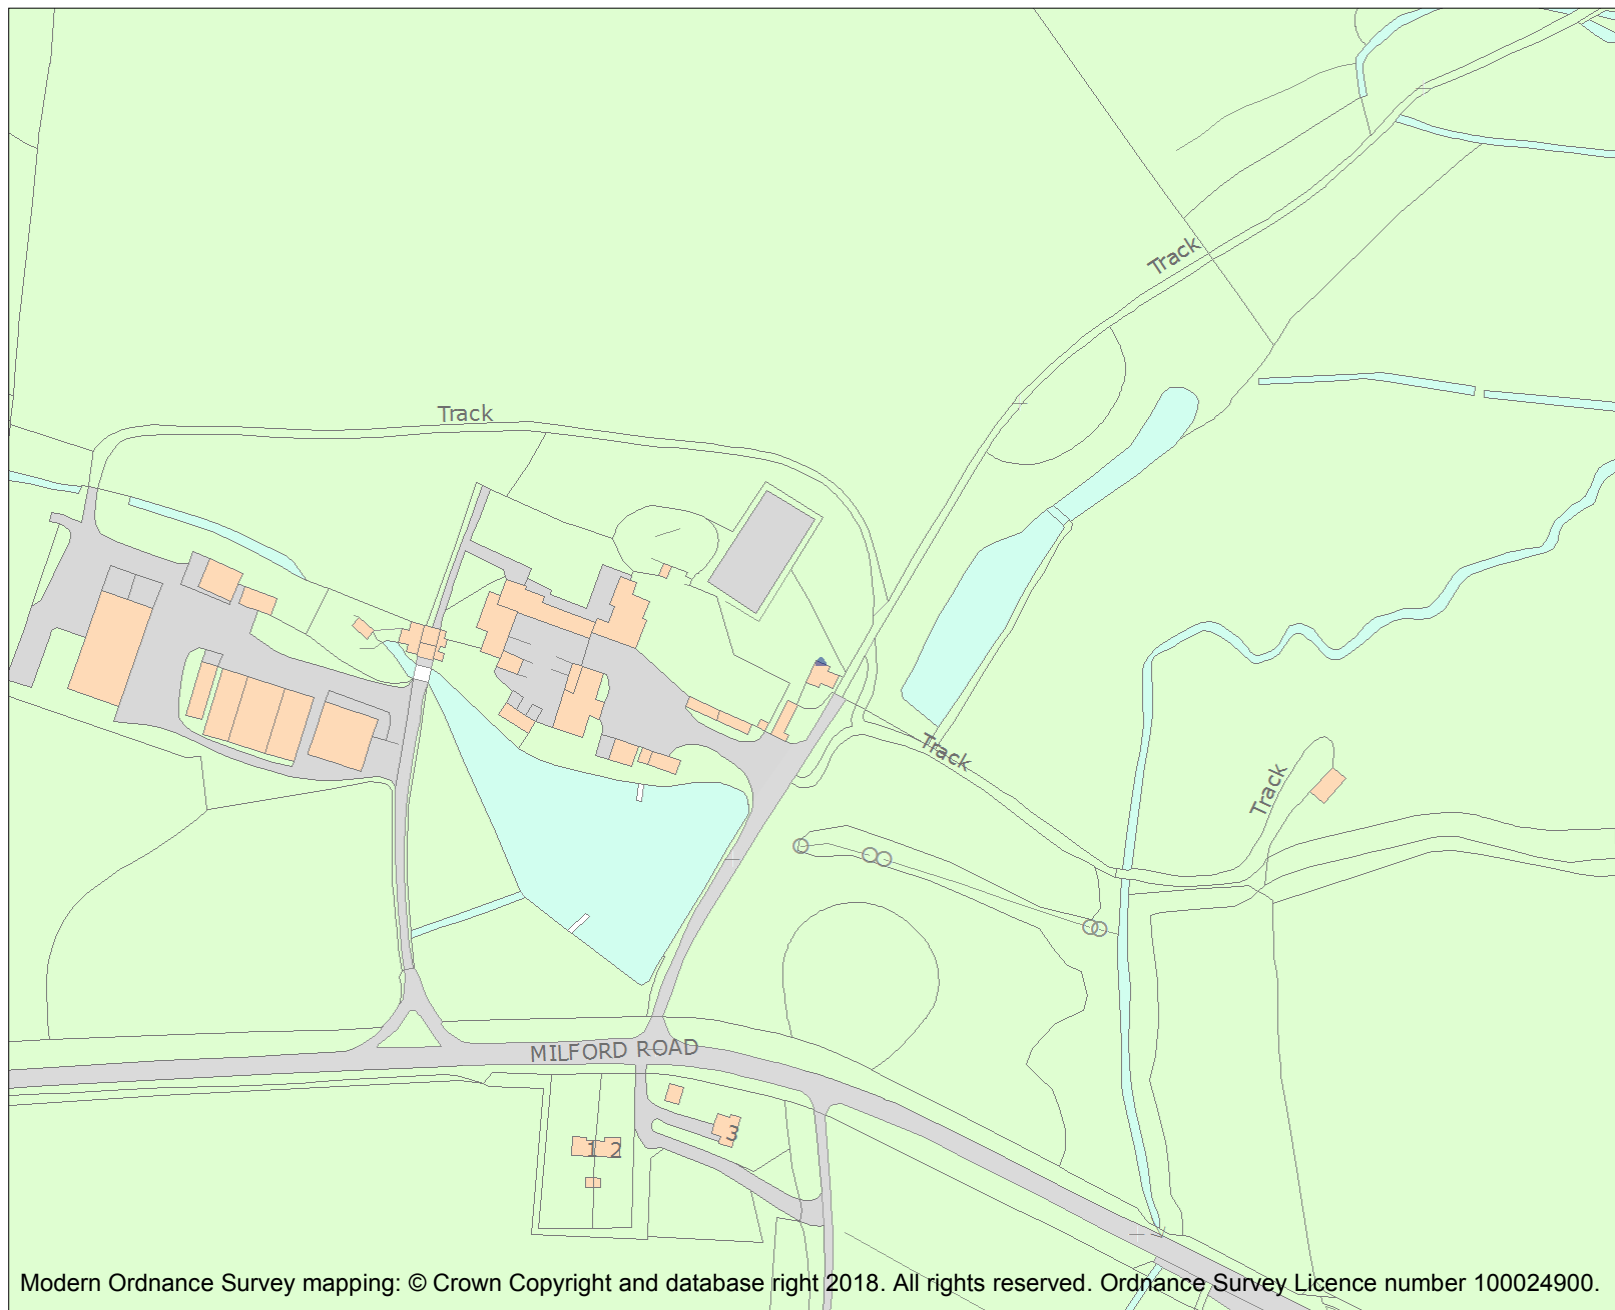 Track
Track
Track
Track
MILFORD ROAD
3
1 2
Modern Ordnance Survey mapping: © Crown Copyright and database right 2018. All rights reserved. Ordnance Survey Licence number 100024900.